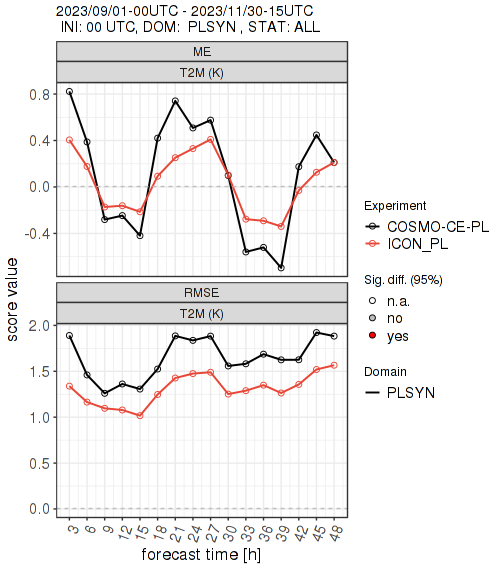 2023/09/01-00UTC - 2023/11/30-15UTC
INI: 00 UTC, DOM: PLSYN , STAT: ALL
ME
T2M (K)
0.8
0.4
0.0
-0.4
RMSE
T2M (K)
2.0
1.5
1.0
0.5
0.0
3 6 9 12 15 18 21 24 27 30 33 36 39 42 45 48
forecast time [h]
score value
Experiment
COSMO-CE-PL
ICON_PL
Sig. diff. (95%)
n.a.
no
yes
Domain
PLSYN